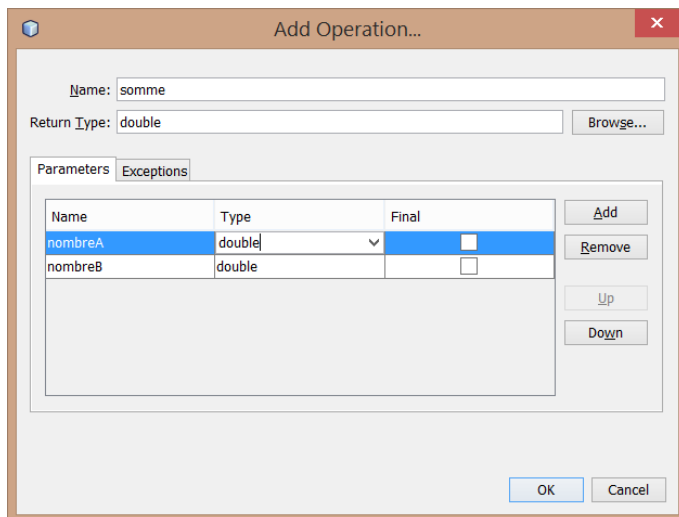 Add Operation...
Name: somme
Return Type: double Browse...
Parameters Exceptions
Name Type Final Add
nombreA double Remove
nombreB double
Up
Down
OK Cancel